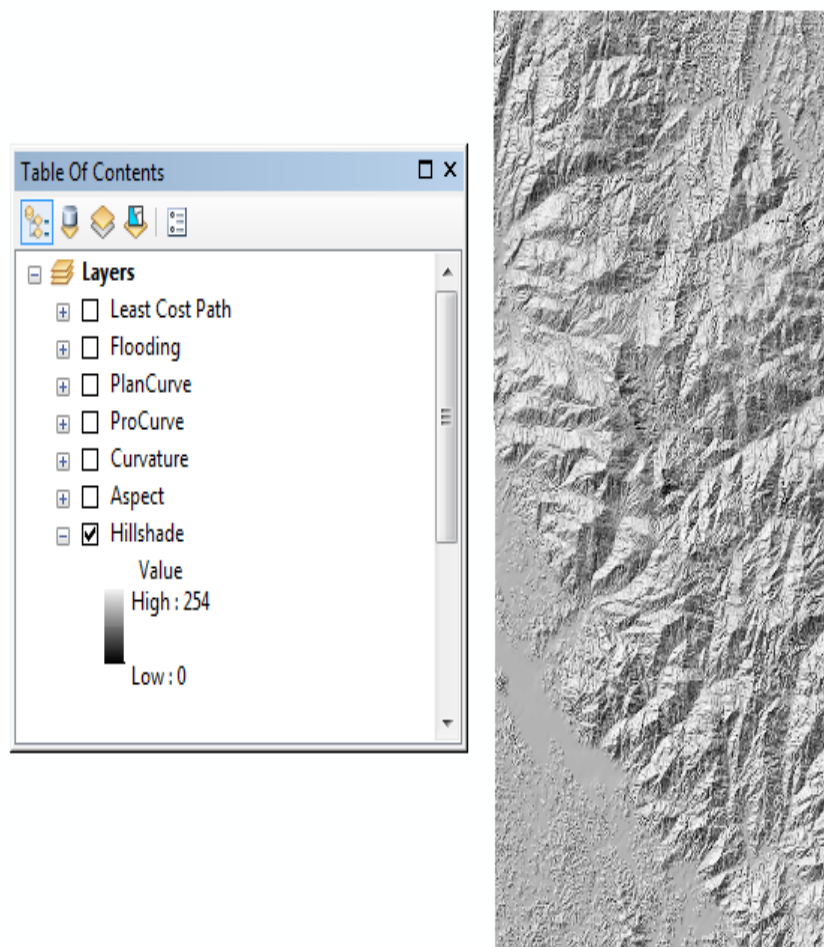 Table Of Contents
Layers
Least Cost Path
Flooding
PlanCurve
ProCurve
Curvature
Aspect
Hillshade
Value
High : 254
Low : 0